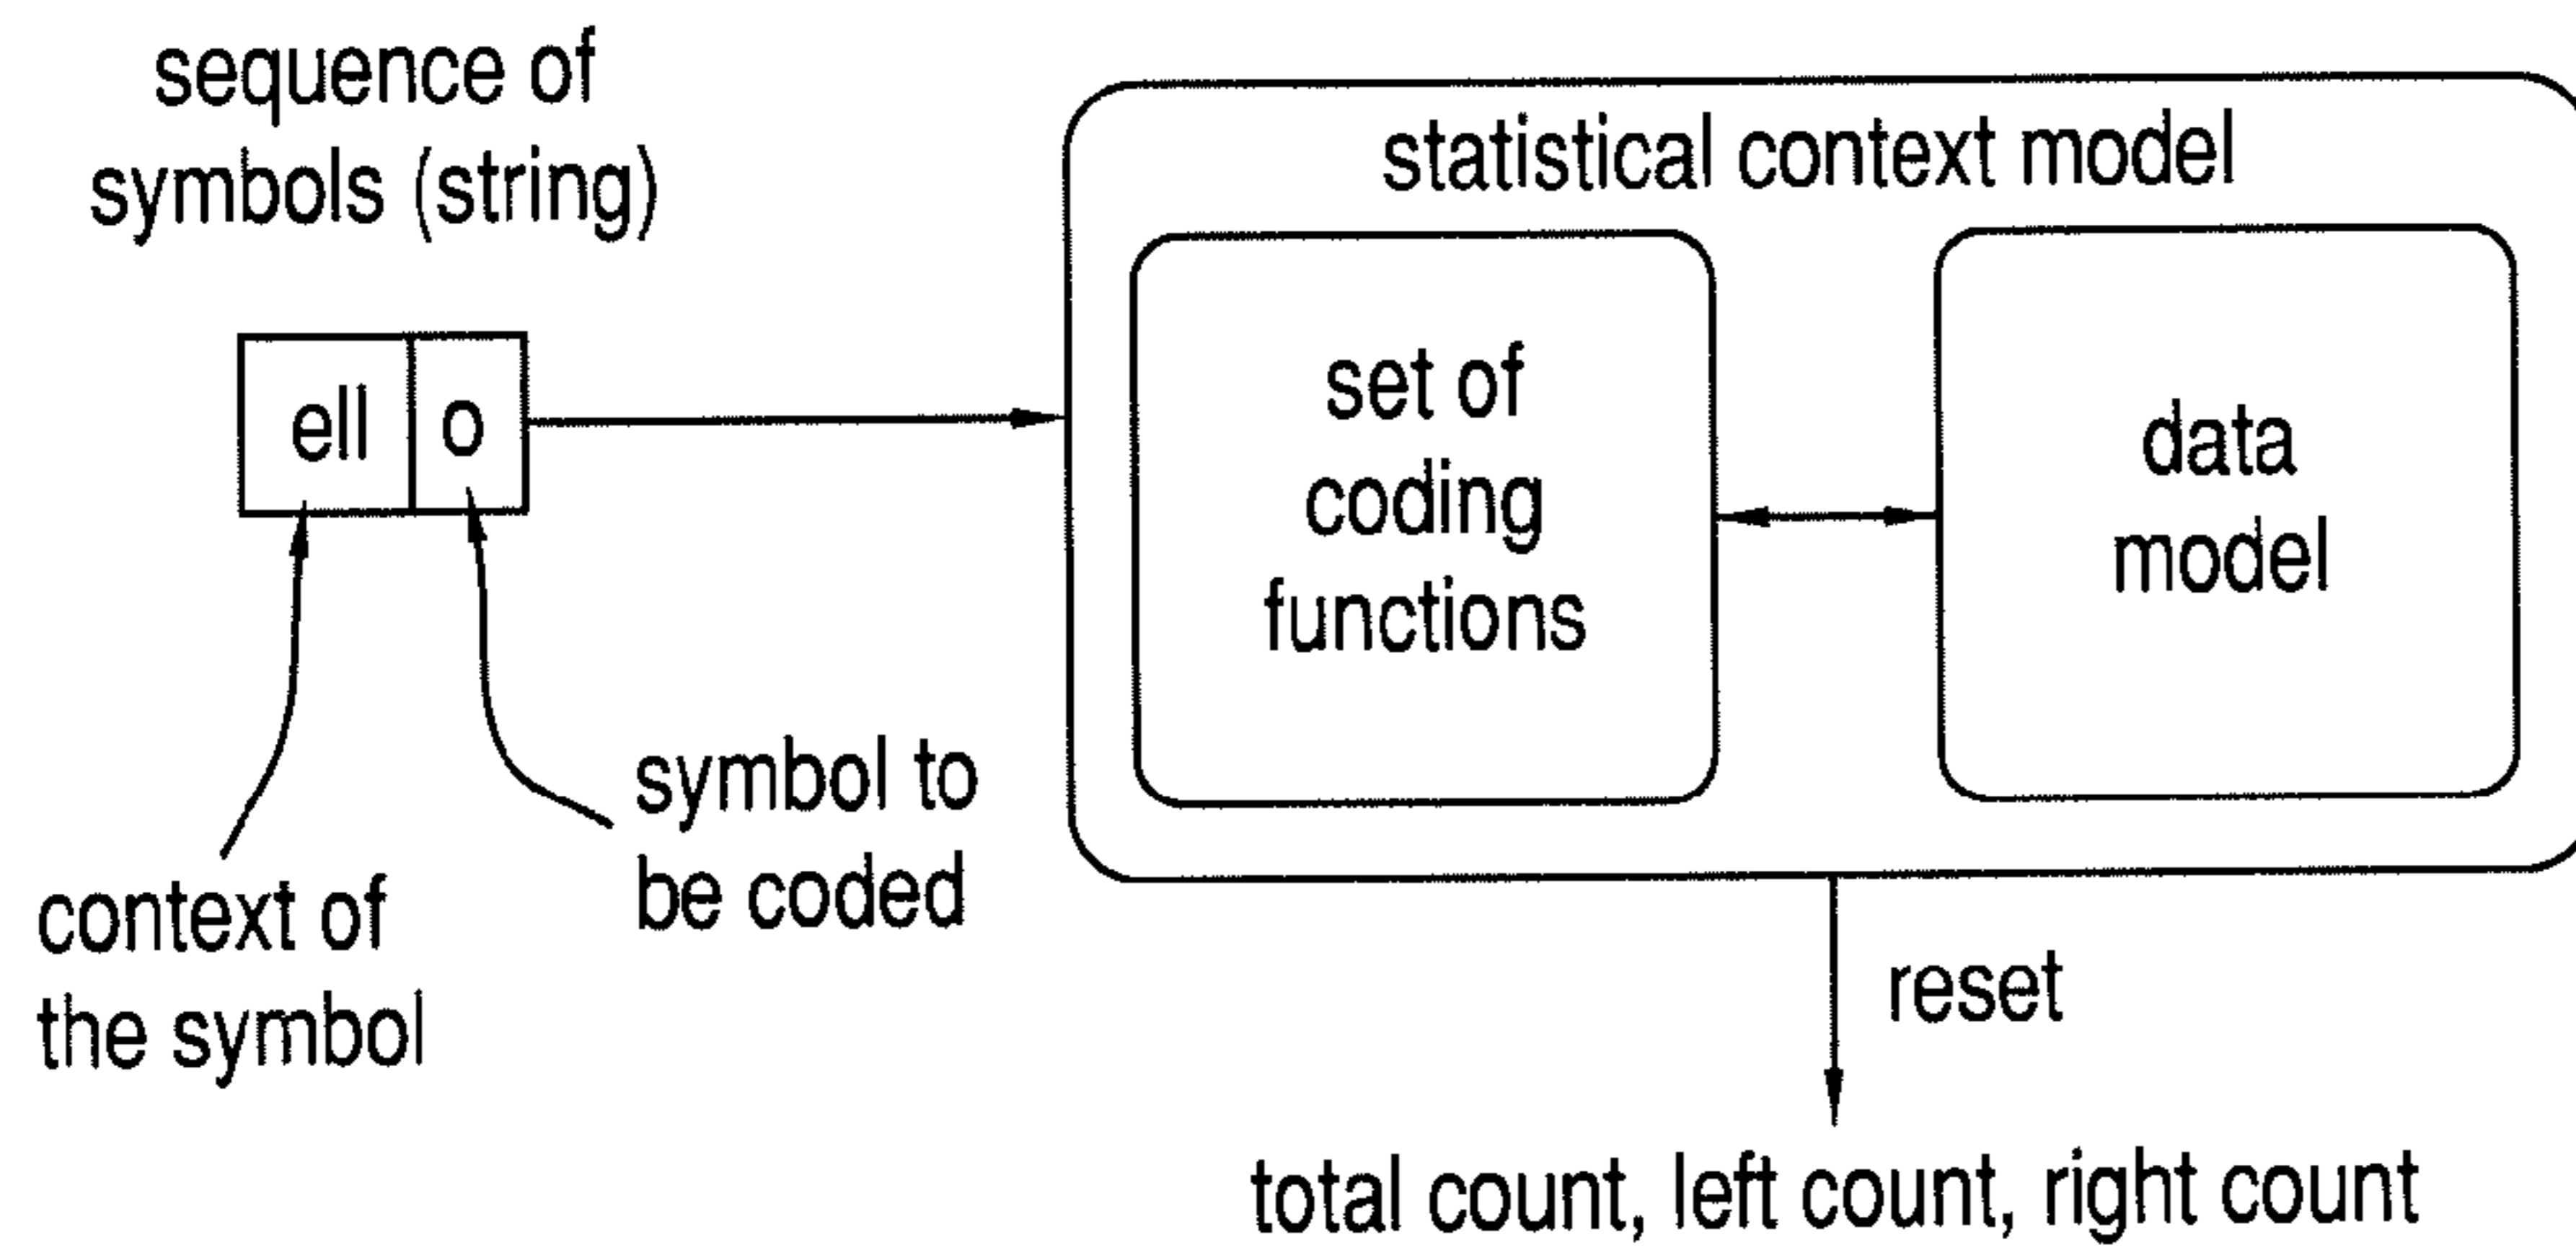 sequence of
symbols (string)
ell o
context of
the symbol
symbol to
be coded
statistical context model
set of
coding
functions
data
model
reset
total count, left count, right count